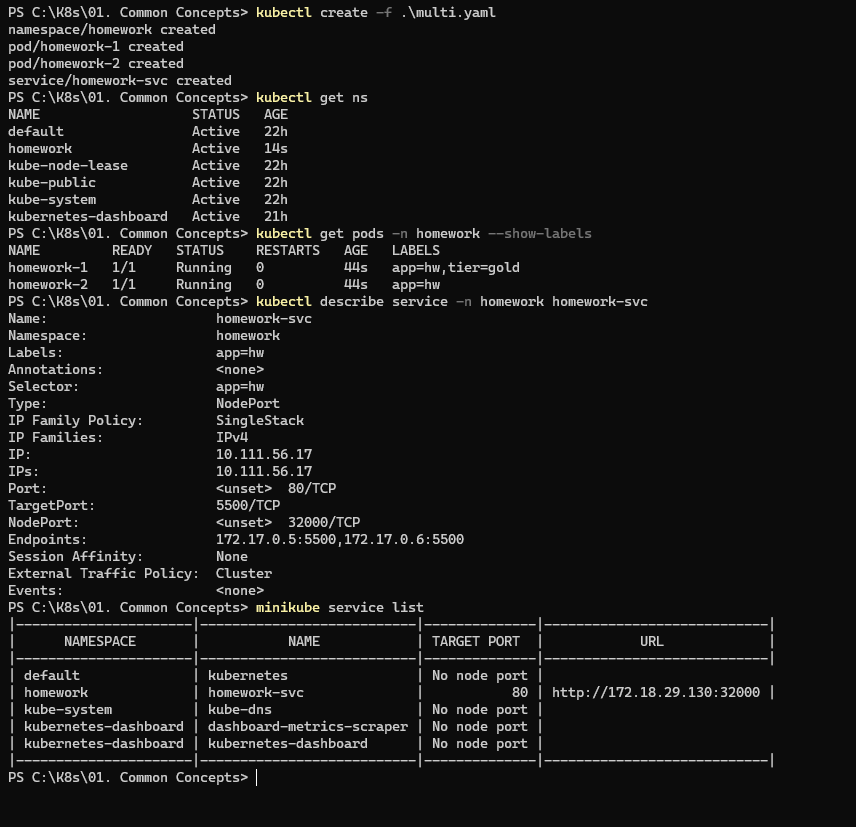 PS C:\K8s\01. Common Concepts> kubectl create -f .\multi.yaml
namespace/homework created
pod/homework-1 created
pod/homework-2 created
service/homework-svc created
PS C:\K8s\01. Common Concepts> kubectl get ns
NAME                   STATUS   AGE
default                Active   22h
homework               Active   14s
kube-node-lease        Active   22h
kube-public            Active   22h
kube-system            Active   22h
kubernetes-dashboard   Active   21h
PS C:\K8s\01. Common Concepts> kubectl get pods -n homework --show-labels
NAME         READY   STATUS    RESTARTS   AGE   LABELS
homework-1   1/1     Running   0          44s   app=hw,tier=gold
homework-2   1/1     Running   0          44s   app=hw
PS C:\K8s\01. Common Concepts> kubectl describe service -n homework homework-svc
Name:                     homework-svc
Namespace:                homework
Labels:                   app=hw
Annotations:              <none>
Selector:                 app=hw
Type:                     NodePort
IP Family Policy:         SingleStack
IP Families:              IPv4
IP:                       10.111.56.17
IPs:                      10.111.56.17
Port:                     <unset>  80/TCP
TargetPort:               5500/TCP
NodePort:                 <unset>  32000/TCP
Endpoints:                172.17.0.5:5500,172.17.0.6:5500
Session Affinity:         None
External Traffic Policy:  Cluster
Events:                   <none>
PS C:\K8s\01. Common Concepts> minikube service list
|----------------------|---------------------------|--------------|----------------------------|
|      NAMESPACE       |           NAME            | TARGET PORT  |            URL             |
|----------------------|---------------------------|--------------|----------------------------|
| default              | kubernetes                | No node port |
| homework             | homework-svc              |           80 | http://172.18.29.130:32000 |
| kube-system          | kube-dns                  | No node port |
| kubernetes-dashboard | dashboard-metrics-scraper | No node port |
| kubernetes-dashboard | kubernetes-dashboard      | No node port |
|----------------------|---------------------------|--------------|----------------------------|
PS C:\K8s\01. Common Concepts>